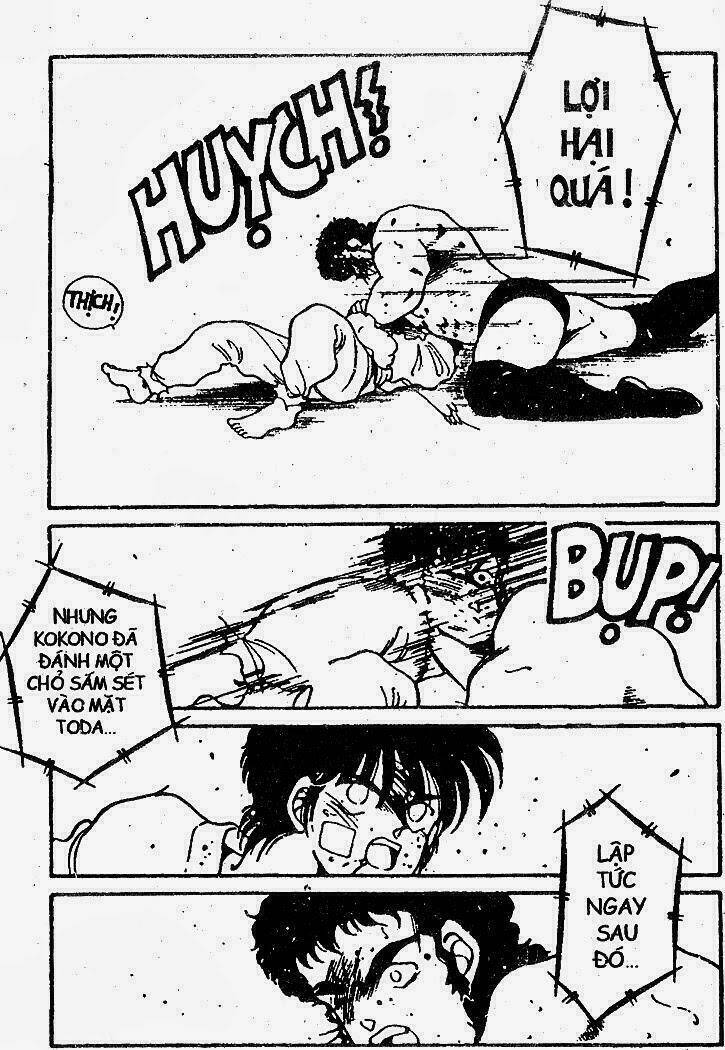 LỢI
HẠI
QUÁ!
HUỴCH!
THỊCH!
BỤP!
NHƯNG
KOKONO ĐÃ
ĐÁNH MỘT
CHỎ SẤM SÉT
VÀO MẶT
TODA...
LẬP
TỨC
NGAY
SAU
ĐÓ...